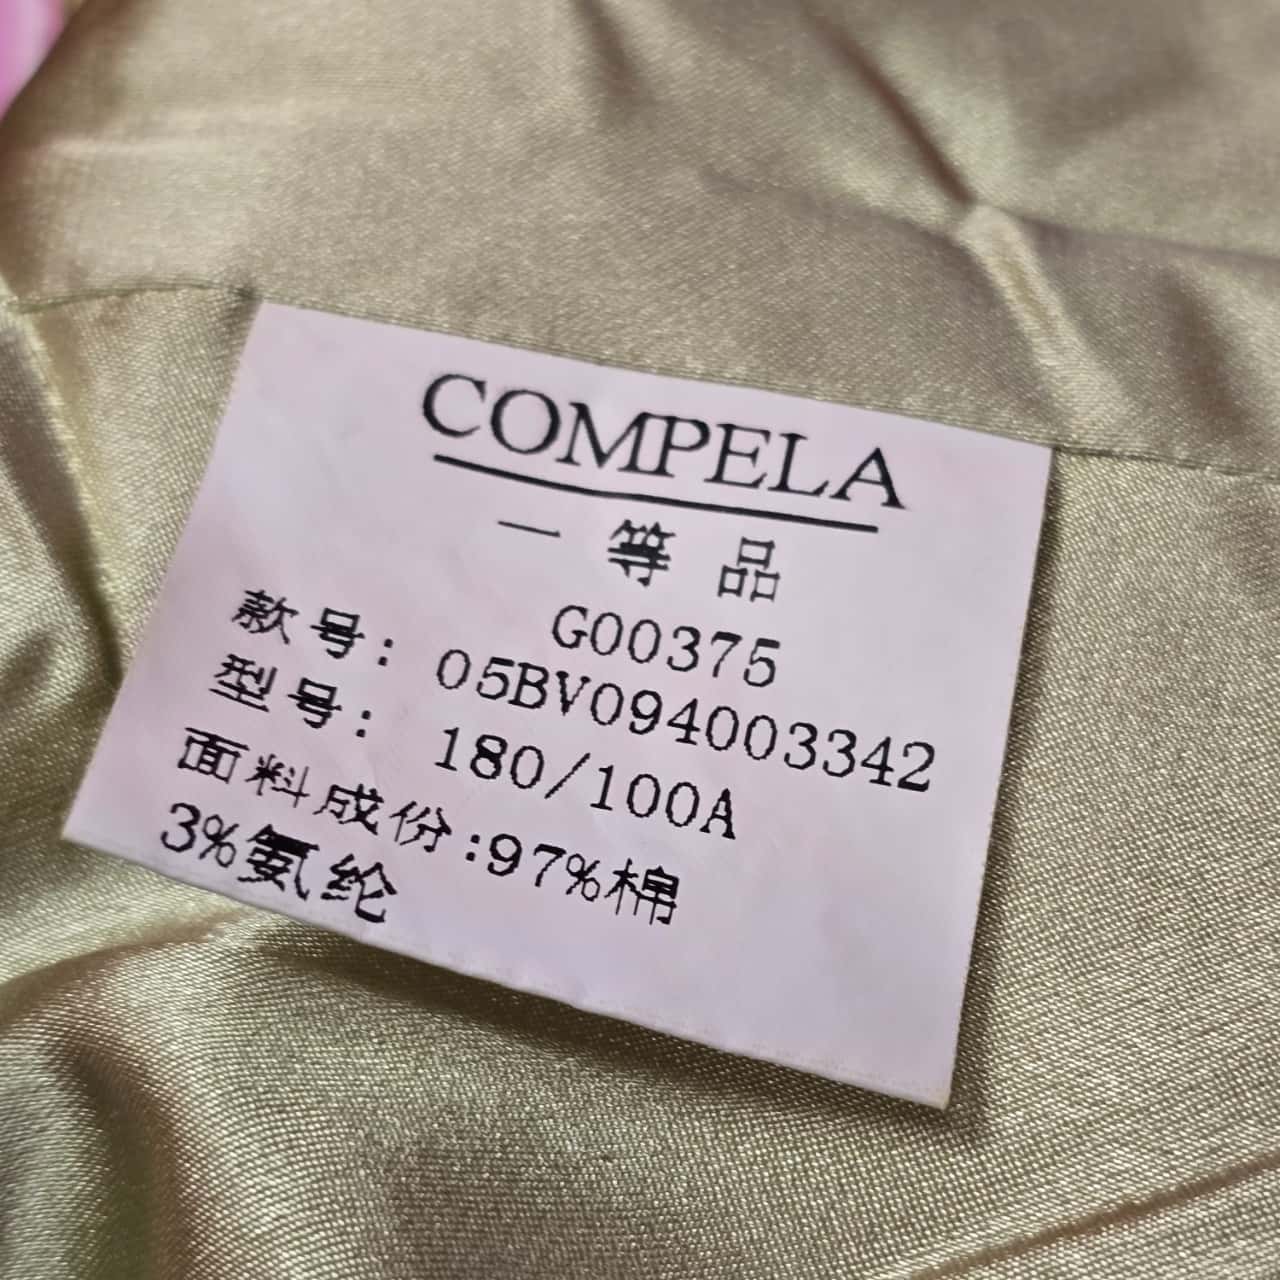 COMPELA
一等品
G00375
款号: 05BV094003342
型号: 180/100A
面料成份:97%棉
3%氨纶